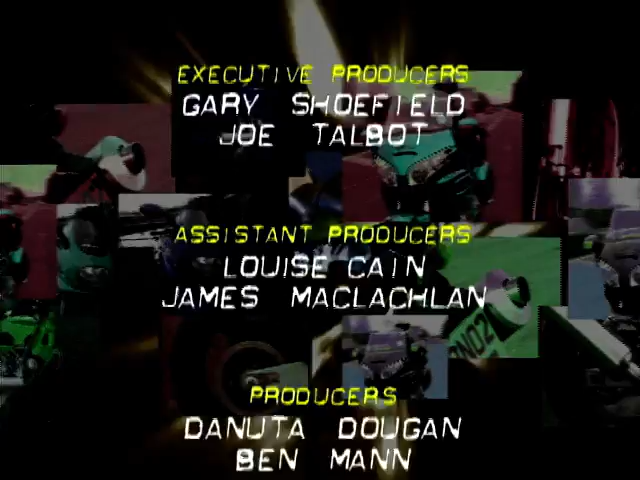 EXECUTIVE PRODUCERS
GARY SHOEFIELD
JOE TALBOT
ASSISTANT PRODUCERS
LOUISE CAIN
JAMES MACLACHLAN
PRODUCERS
DANUTA DOUGAN
BEN MANN